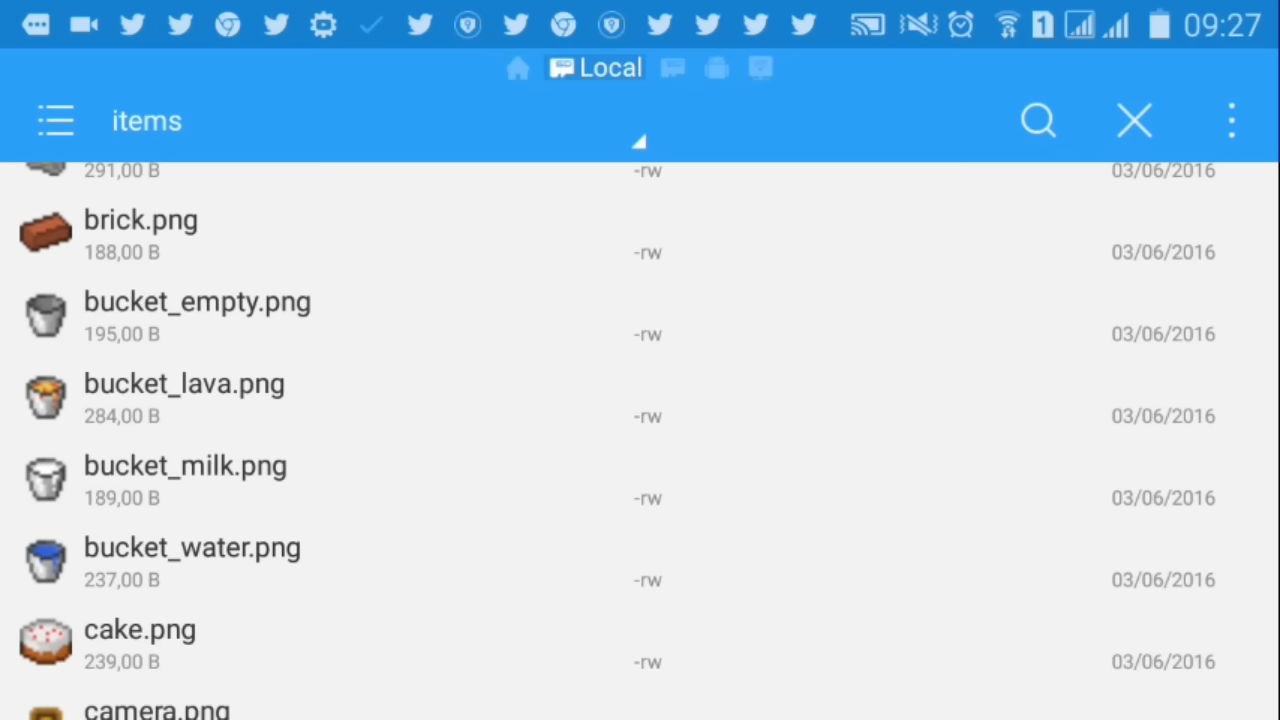 1 09:27
Local
items
291,00 B -rw 03/06/2016
brick.png
188,00 B -rw 03/06/2016
bucket_empty.png
195,00 B -rw 03/06/2016
bucket_lava.png
284,00 B -rw 03/06/2016
bucket_milk.png
189,00 B -rw 03/06/2016
bucket_water.png
237,00 B -rw 03/06/2016
cake.png
239,00 B -rw 03/06/2016
camera.png